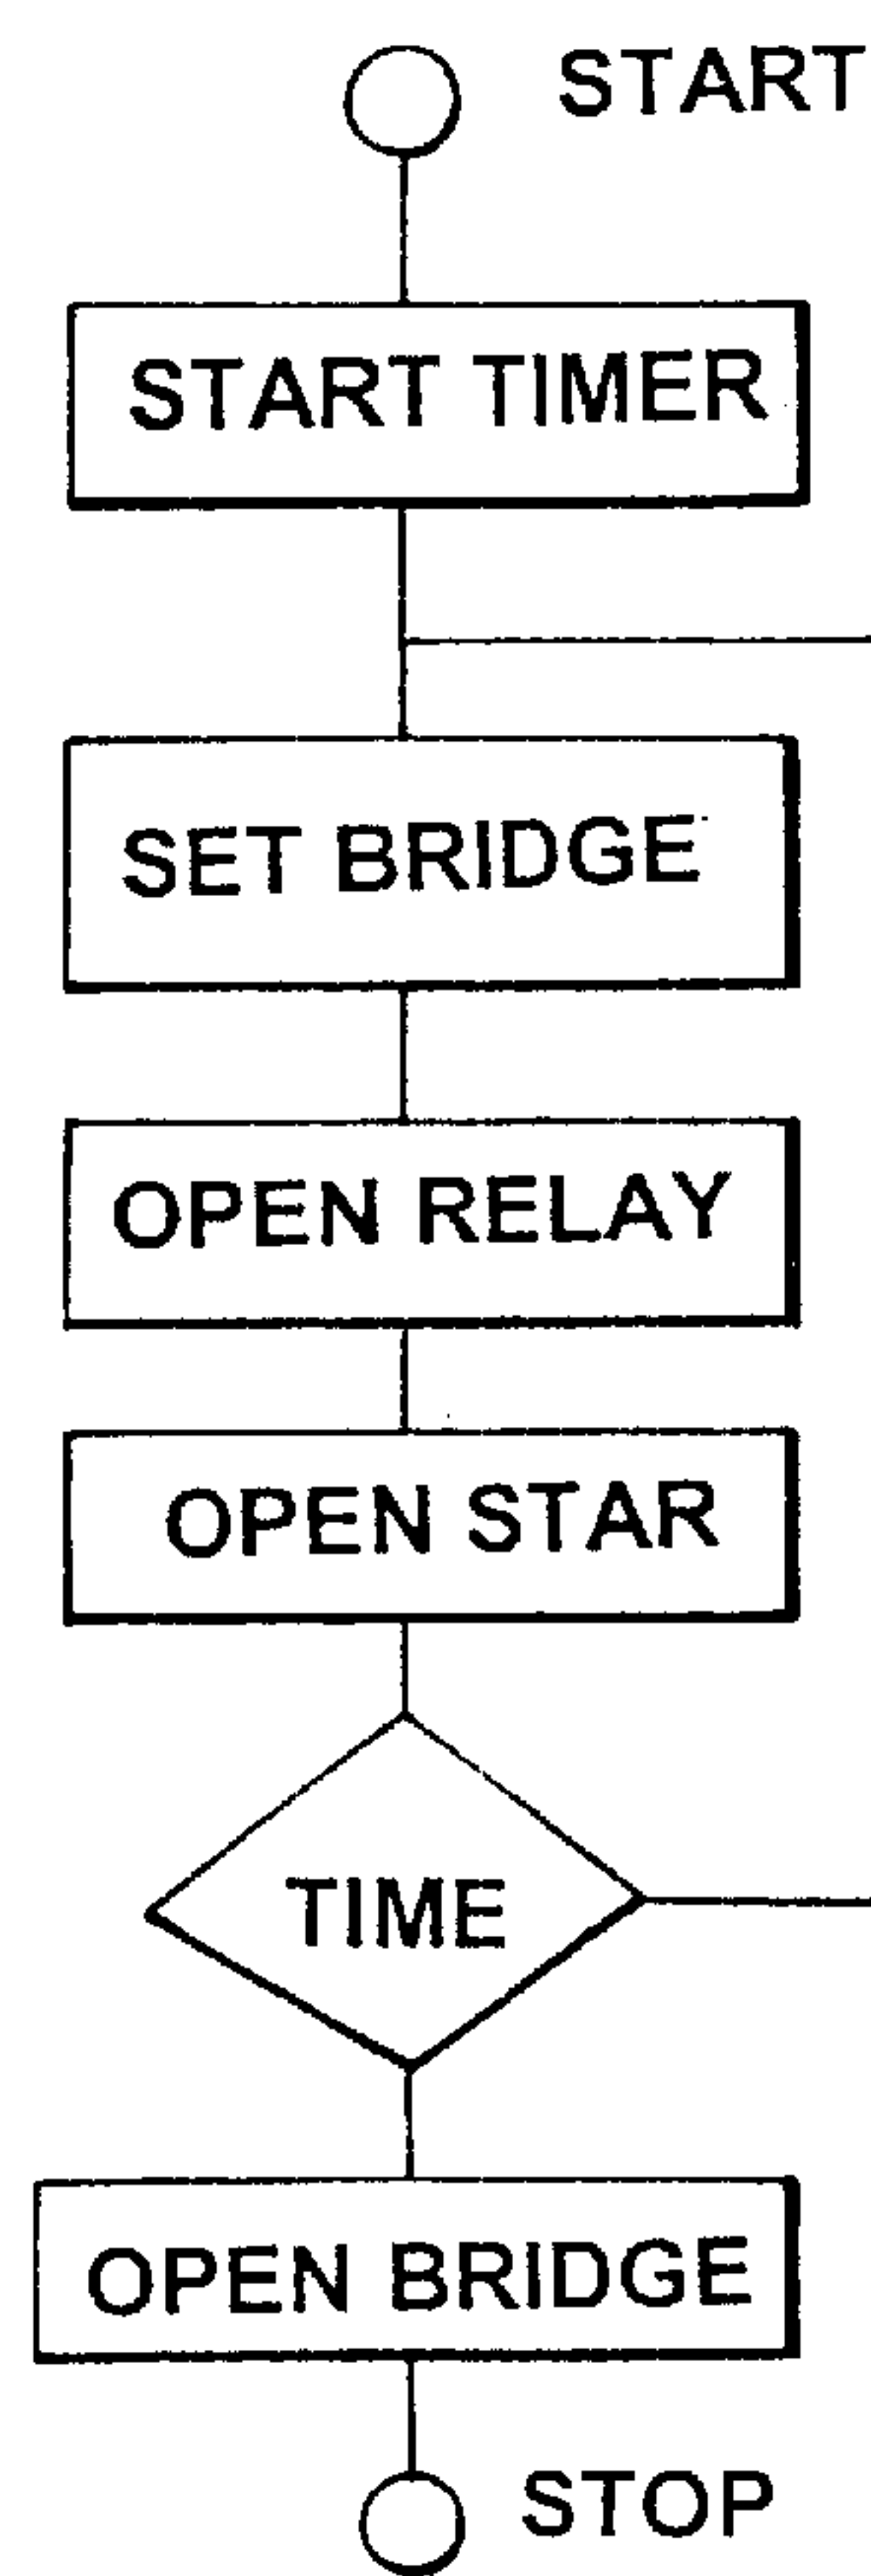 START
START TIMER
SET BRIDGE
OPEN RELAY
OPEN STAR
TIME
OPEN BRIDGE
STOP